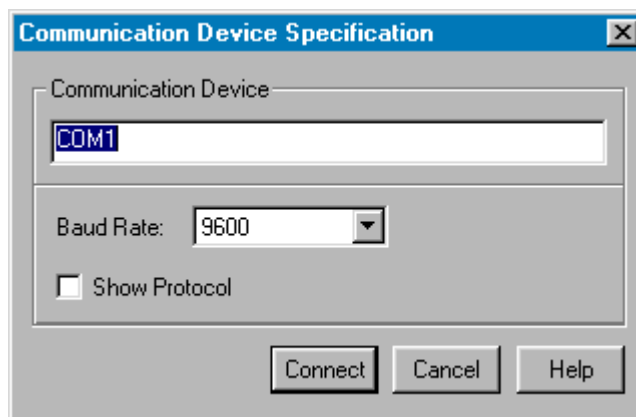 Communication Device Specification
Communication Device
COM1
Baud Rate: 9600
Show Protocol
Connect Cancel Help